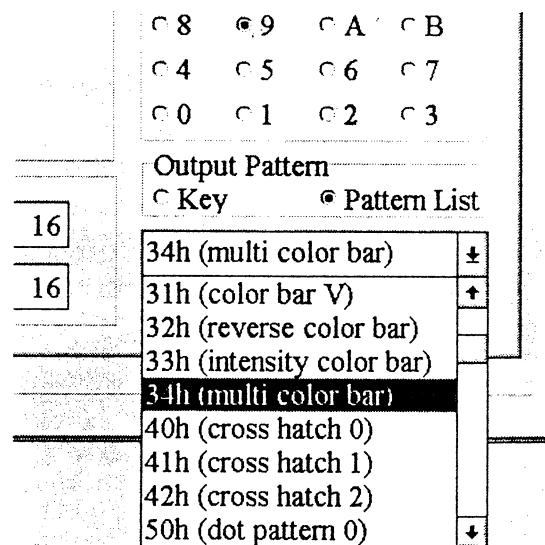 8 9 A B
4 5 6 7
0 1 2 3
Output Pattern
Key Pattern List
16
34h (multi color bar)
16
31h (color bar V)
32h (reverse color bar)
33h (intensity color bar)
34h (multi color bar)
40h (cross hatch 0)
41h (cross hatch 1)
42h (cross hatch 2)
50h (dot pattern 0)